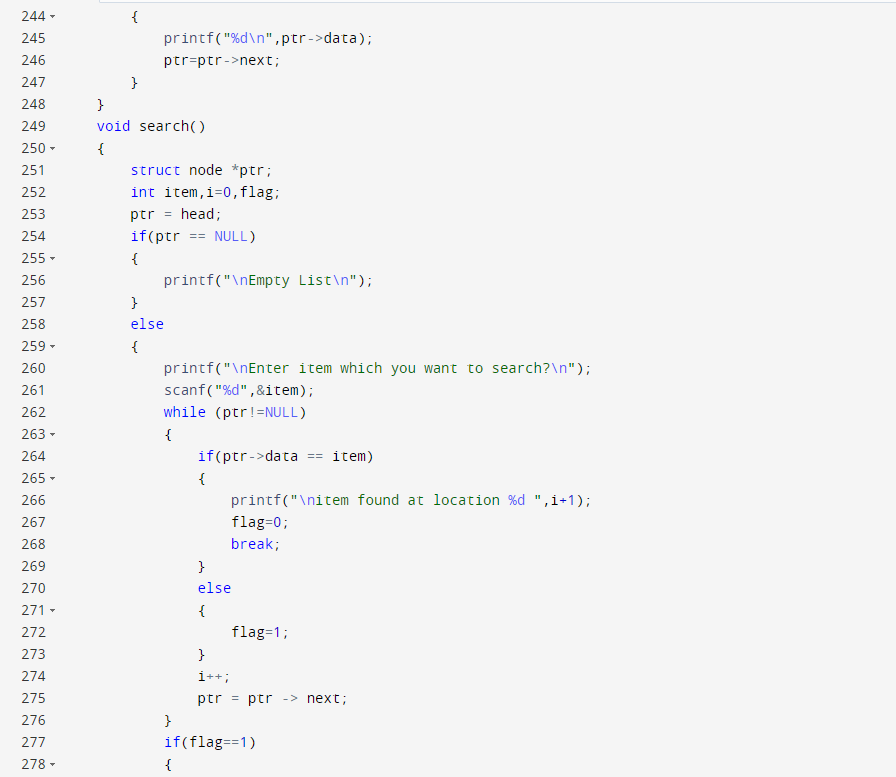 244 {
245 printf("%d\n",ptr->data);
246 ptr=ptr->next;
247 }
248 }
249 void search()
250 {
251 struct node *ptr;
252 int item,i=0,flag;
253 ptr = head;
254 if(ptr == NULL)
255 {
256 printf("\nEmpty List\n");
257 }
258 else
259 {
260 printf("\nEnter item which you want to search?\n");
261 scanf("%d",&item);
262 while (ptr!=NULL)
263 {
264 if(ptr->data == item)
265 {
266 printf("\nitem found at location %d ",i+1);
267 flag=0;
268 break;
269 }
270 else
271 {
272 flag=1;
273 }
274 i++;
275 ptr = ptr -> next;
276 }
277 if(flag==1)
278 {